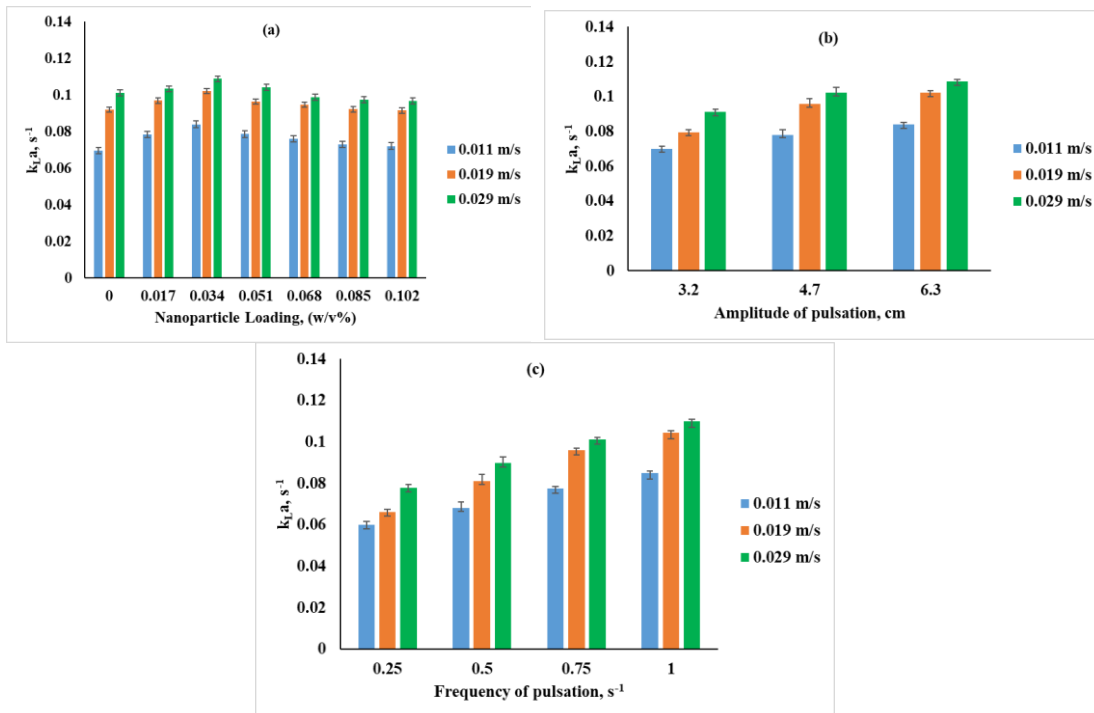 (a)
0.14
0.12
0.1
0.08
0.06
0.04
0.02
0
k_La, s⁻¹
0 0.017 0.034 0.051 0.068 0.085 0.102
Nanoparticle Loading, (w/v%)
0.011 m/s
0.019 m/s
0.029 m/s
(b)
0.14
0.12
0.1
0.08
0.06
0.04
0.02
0
k_La, s⁻¹
3.2 4.7 6.3
Amplitude of pulsation, cm
0.011 m/s
0.019 m/s
0.029 m/s
(c)
0.14
0.12
0.1
0.08
0.06
0.04
0.02
0
k_La, s⁻¹
0.25 0.5 0.75 1
Frequency of pulsation, s⁻¹
0.011 m/s
0.019 m/s
0.029 m/s